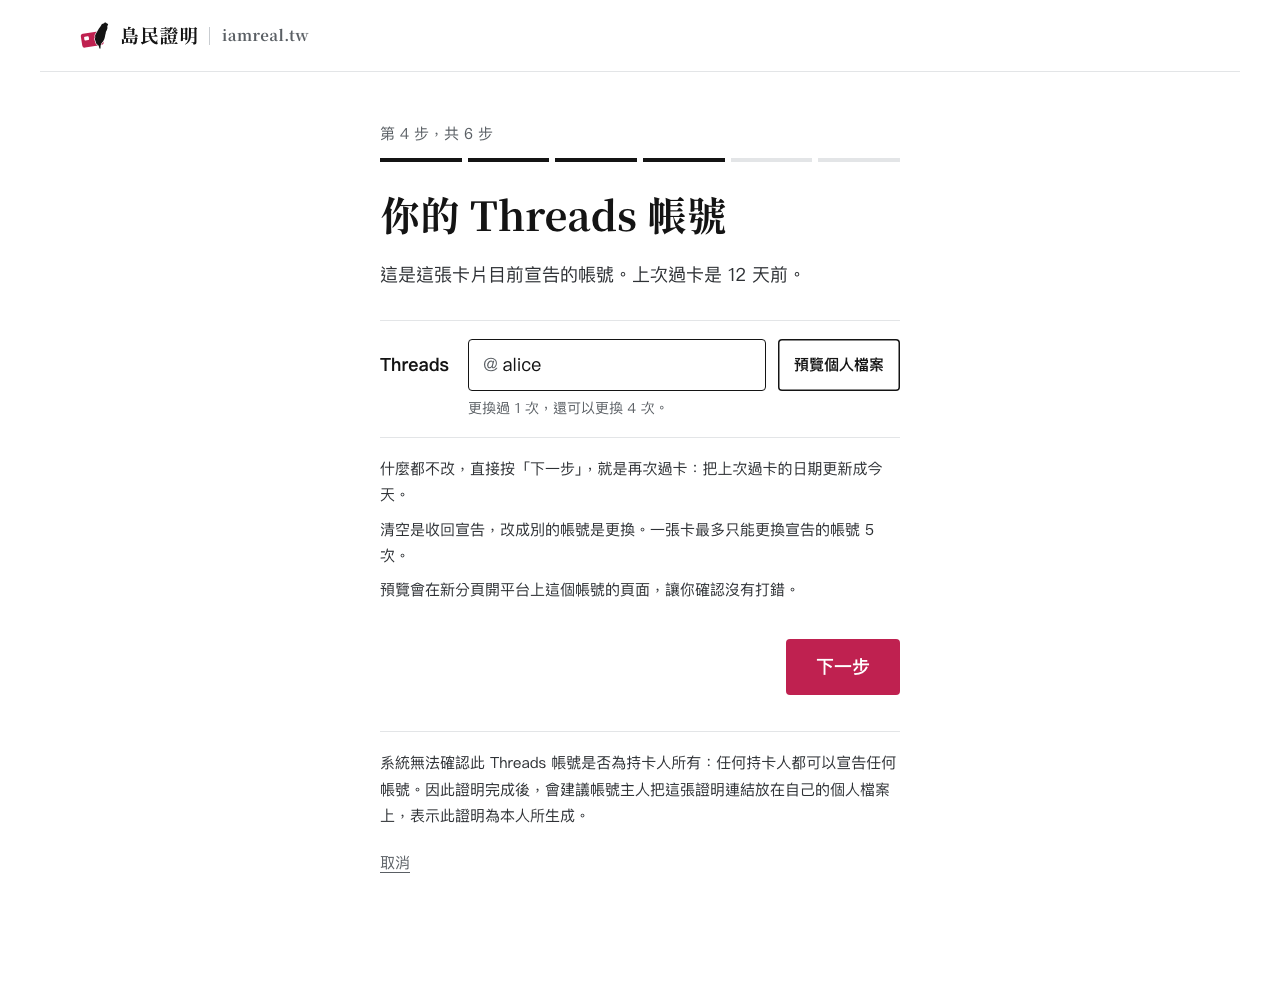 島民證明 iamreal.tw
第 4 步，共 6 步
你的 Threads 帳號
這是這張卡片目前宣告的帳號。上次過卡是 12 天前。
Threads @ alice 預覽個人檔案
更換過 1 次，還可以更換 4 次。
什麼都不改，直接按「下一步」，就是再次過卡：把上次過卡的日期更新成今
天。
清空是收回宣告，改成別的帳號是更換。一張卡最多只能更換宣告的帳號 5
次。
預覽會在新分頁開平台上這個帳號的頁面，讓你確認沒有打錯。
下一步
系統無法確認此 Threads 帳號是否為持卡人所有：任何持卡人都可以宣告任何
帳號。因此證明完成後，會建議帳號主人把這張證明連結放在自己的個人檔案
上，表示此證明為本人所生成。
取消